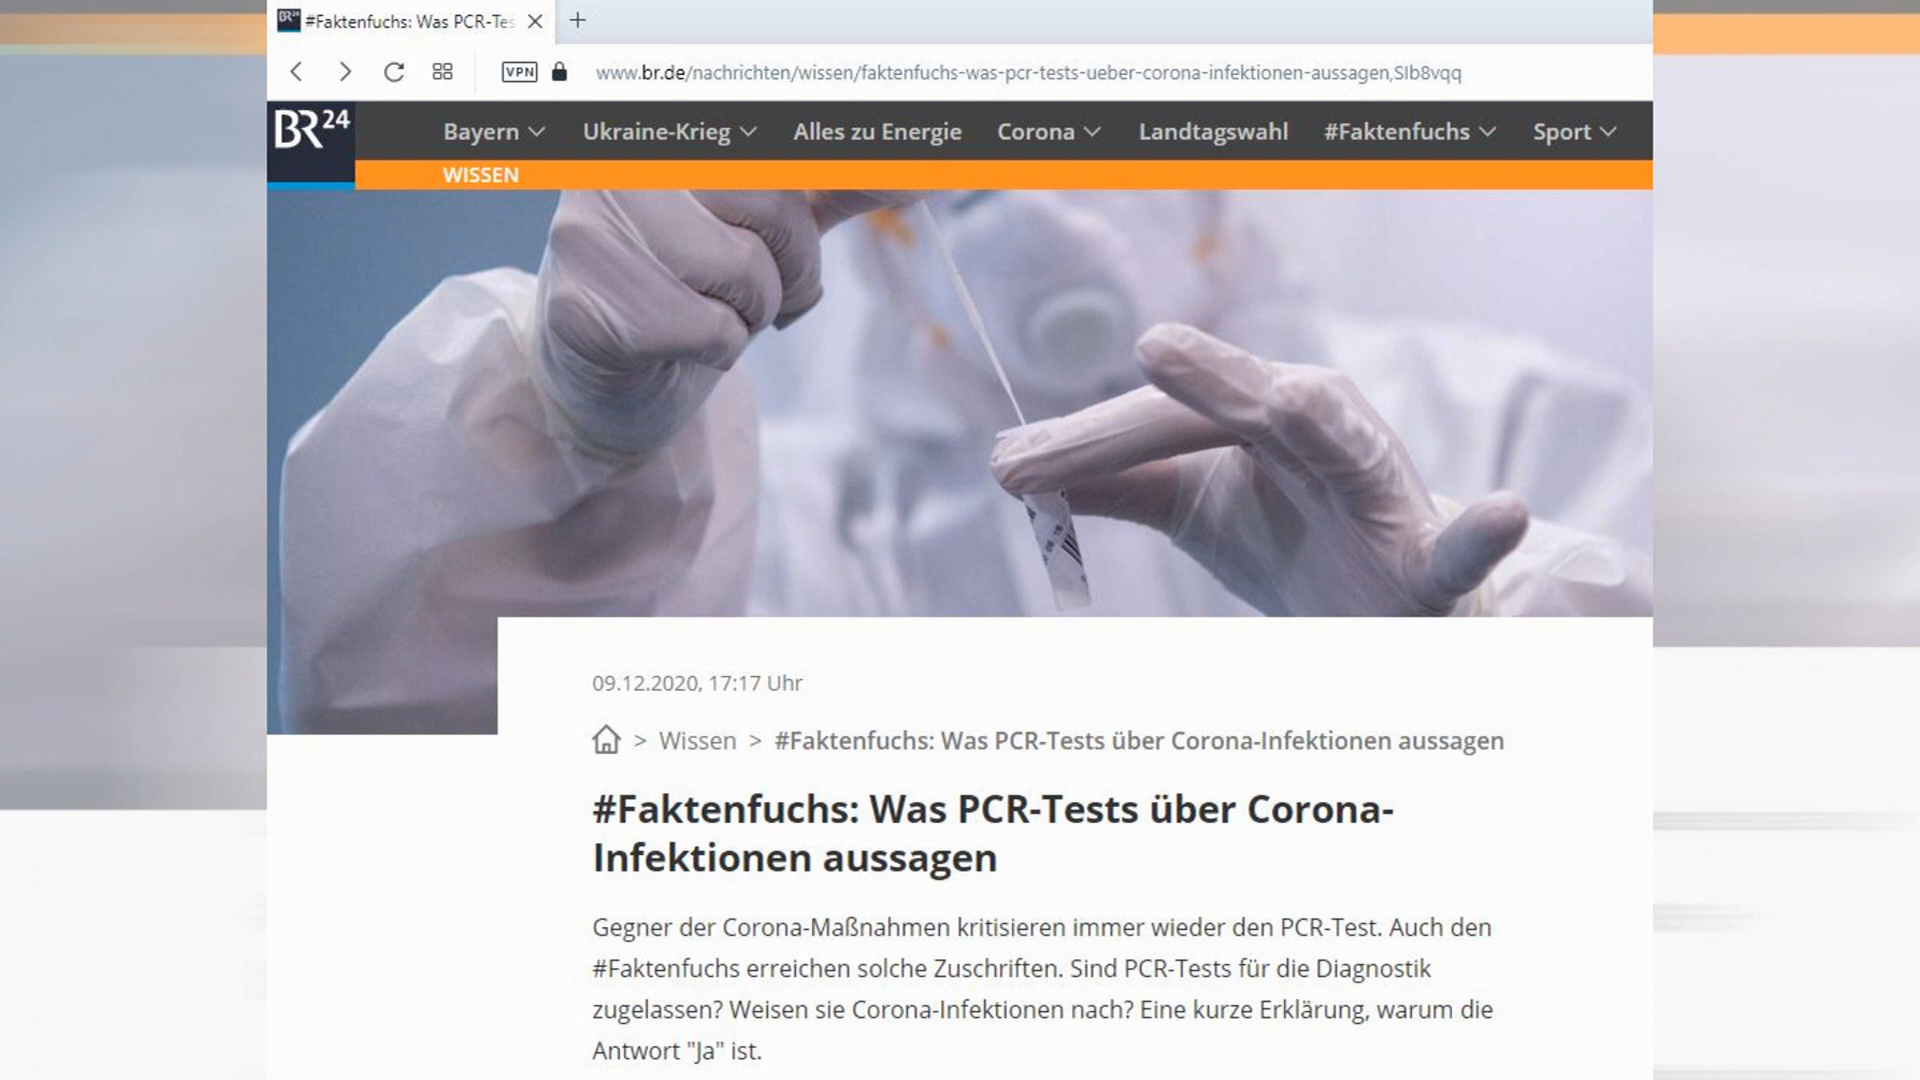 BR24 #Faktenfuchs: Was PCR-Tes
VPN www.br.de/nachrichten/wissen/faktenfuchs-was-pcr-tests-ueber-corona-infektionen-aussagen,SIb8vqq
BR24 Bayern Ukraine-Krieg Alles zu Energie Corona Landtagswahl #Faktenfuchs Sport
WISSEN
09.12.2020, 17:17 Uhr
> Wissen > #Faktenfuchs: Was PCR-Tests über Corona-Infektionen aussagen
#Faktenfuchs: Was PCR-Tests über Corona-
Infektionen aussagen
Gegner der Corona-Maßnahmen kritisieren immer wieder den PCR-Test. Auch den
#Faktenfuchs erreichen solche Zuschriften. Sind PCR-Tests für die Diagnostik
zugelassen? Weisen sie Corona-Infektionen nach? Eine kurze Erklärung, warum die
Antwort "Ja" ist.